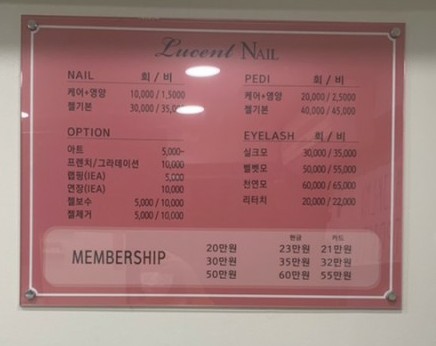 Lucent NAIL
NAIL 회 / 비
케어+영양 10,000 / 1,5000
젤기본 30,000 / 35,000
PEDI 회 / 비
케어+영양 20,000 / 2,5000
젤기본 40,000 / 45,000
OPTION
아트 5,000~
프렌치/그라데이션 10,000
랩핑(1EA) 5,000
연장(1EA) 10,000
젤보수 5,000 / 10,000
젤제거 5,000 / 10,000
EYELASH 회 / 비
실크모 30,000 / 35,000
벨벳모 50,000 / 55,000
천연모 60,000 / 65,000
리터치 20,000 / 22,000
MEMBERSHIP
현금 카드
20만원 23만원 21만원
30만원 35만원 32만원
50만원 60만원 55만원